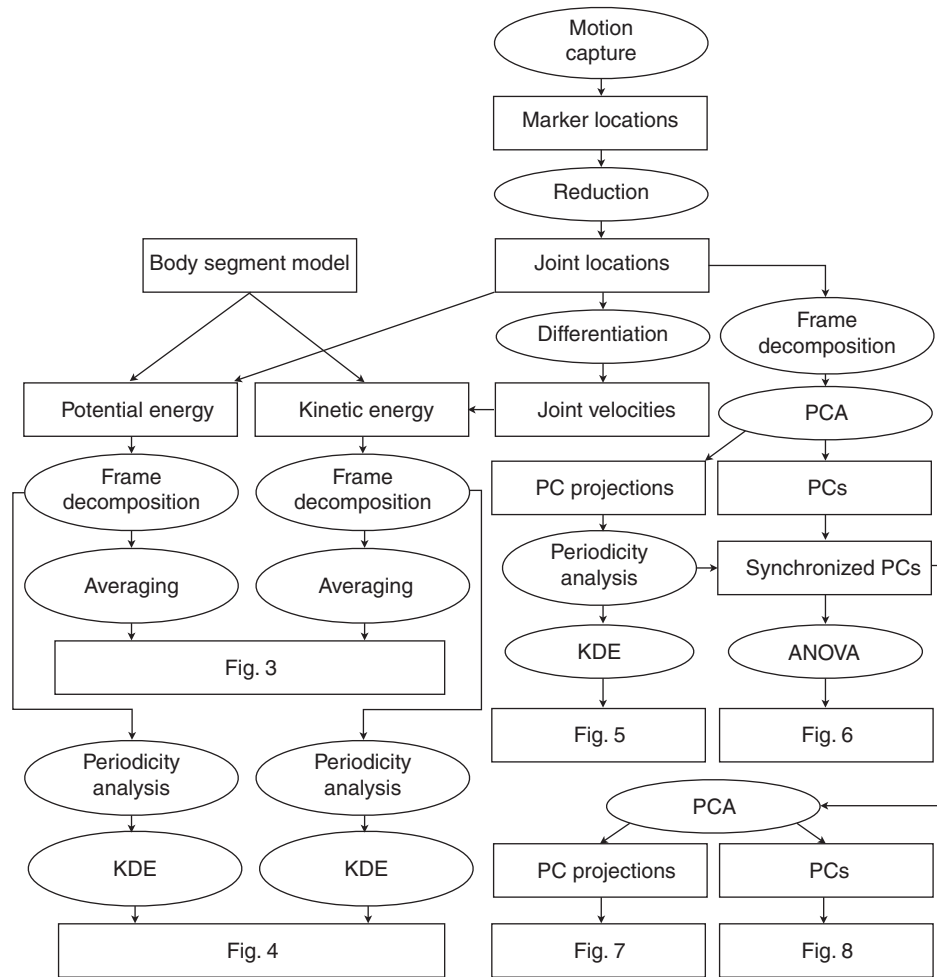 Motion
capture
Marker locations
Reduction
Body segment model
Joint locations
Differentiation
Frame
decomposition
Potential energy
Kinetic energy
Joint velocities
PCA
Frame
decomposition
Frame
decomposition
PC projections
PCs
Averaging
Averaging
Periodicity
analysis
Synchronized PCs
Fig. 3
KDE
ANOVA
Fig. 5
Fig. 6
Periodicity
analysis
Periodicity
analysis
PCA
KDE
KDE
PC projections
PCs
Fig. 4
Fig. 7
Fig. 8